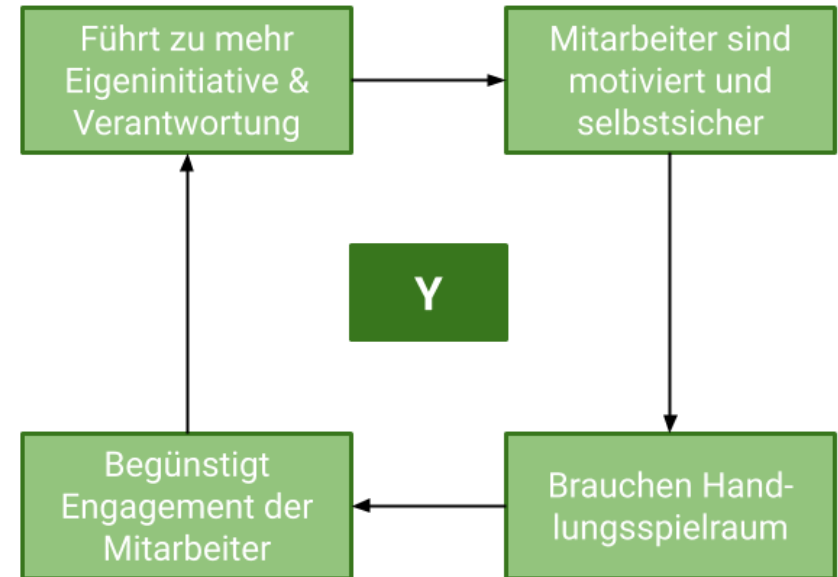 Führt zu mehr
Eigeninitiative &
Verantwortung
Mitarbeiter sind
motiviert und
selbstsicher
Y
Begünstigt
Engagement der
Mitarbeiter
Brauchen Hand-
lungsspielraum